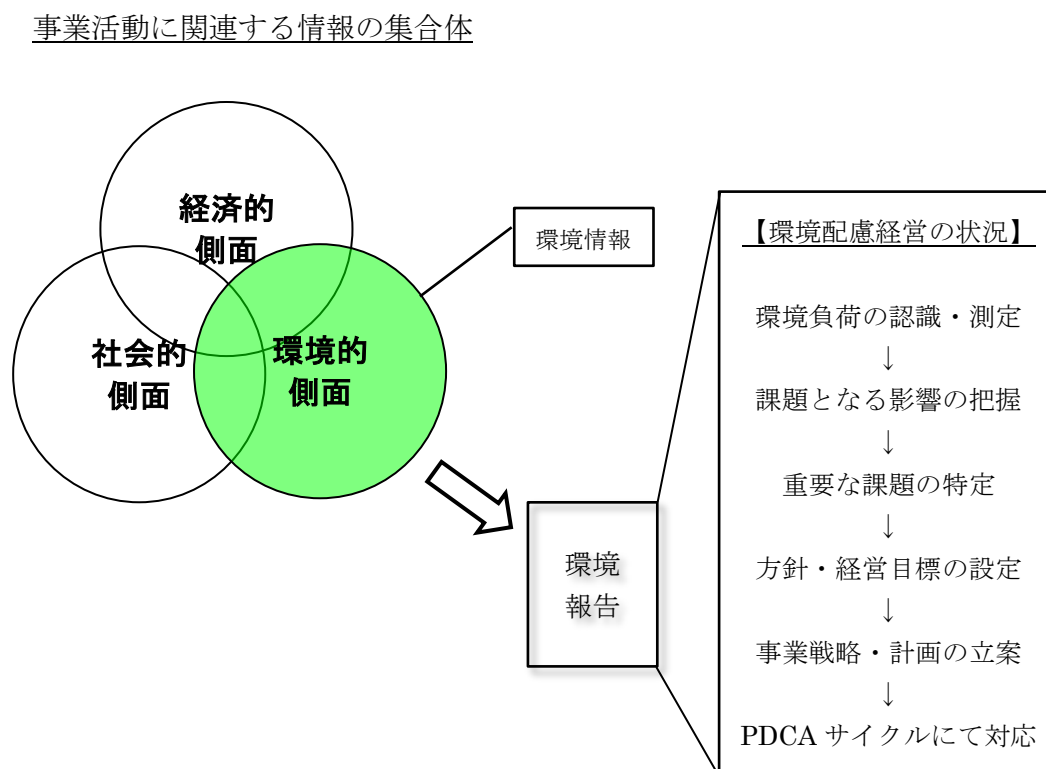 事業活動に関連する情報の集合体
経済的
側面
社会的
側面
環境的
側面
環境情報
環境
報告
【環境配慮経営の状況】
環境負荷の認識・測定
↓
課題となる影響の把握
↓
重要な課題の特定
↓
方針・経営目標の設定
↓
事業戦略・計画の立案
↓
PDCA サイクルにて対応